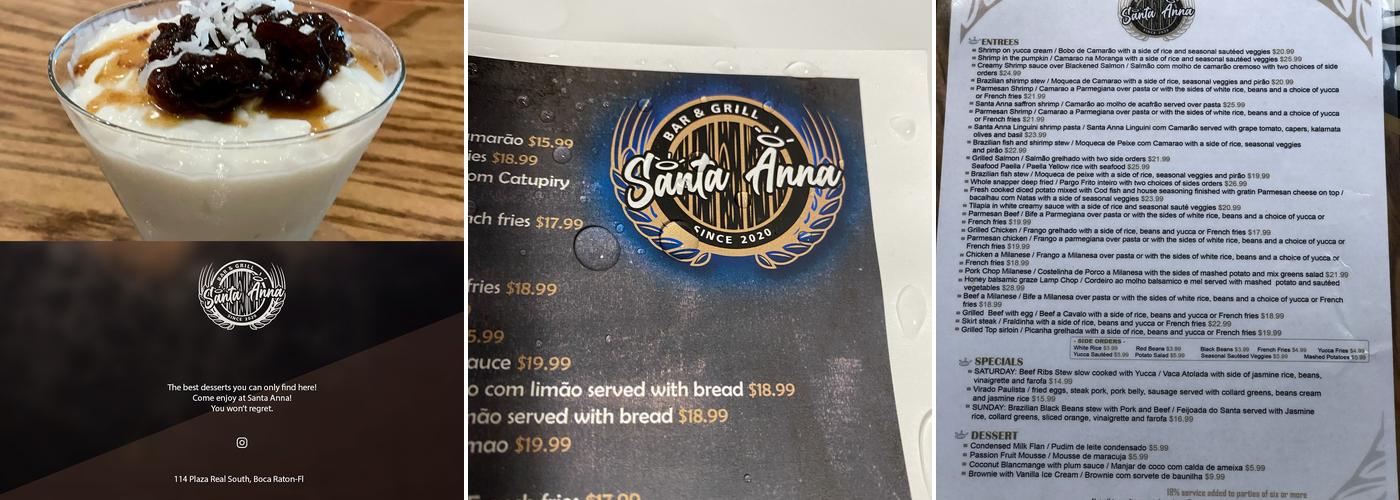 BAR & GRILL
Santa Anna
SINCE 2020
The best desserts you can only find here!
Come enjoy at Santa Anna!
You won't regret.
114 Plaza Real South, Boca Raton-Fl
BAR & GRILL
Santa Anna
SINCE 2020
marão $15.99
ies $18.99
om Catupiry
nch fries $17.99
fries $18.99
5.99
auce $19.99
o com limão served with bread $18.99
não served with bread $18.99
mao $19.99
fries $17.99
Santa Anna
SINCE 2020
ENTREES
Shrimp on yucca cream / Bobo de Camarão with a side of rice and seasonal sautéed veggies $20.99
Shrimp in the pumpkin / Camarao na Moranga with a side of rice and seasonal sautéed veggies $25.99
Creamy Shrimp sauce over Blackened Salmon / Salmão com molho de camarão cremoso with two choices of side
orders $24.99
Brazilian shrimp stew / Moqueca de Camarao with a side of rice, seasonal veggies and pirão $20.99
Parmesan Shrimp / Camarao a Parmegiana over pasta or with the sides of white rice, beans and a choice of yucca
or French fries $21.99
Santa Anna saffron shrimp / Camarão ao molho de acafrão served over pasta $25.99
Parmesan Shrimp / Camarao a Parmegiana over pasta or with the sides of white rice, beans and a choice of yucca
or French fries $21.99
Santa Anna Linguini shrimp pasta / Santa Anna Linguini com Camarão served with grape tomato, capers, kalamata
olives and basil $23.99
Brazilian fish and shrimp stew / Moqueca de Peixe com Camarão with a side of rice, seasonal veggies
and pirão $22.99
Grilled Salmon / Salmão grelhado with two side orders $21.99
Seafood Paella / Paella Yellow rice with seafood $25.99
Brazilian fish stew / Moqueca de peixe with a side of rice, seasonal veggies and pirão $19.99
Whole snapper deep fried / Pargo Frito inteiro with two choices of sides orders $26.99
Fresh cooked diced potato mixed with Cod fish and house seasoning finished with gratin Parmesan cheese on top /
bacalhau com Natas with a side of seasonal veggies $23.99
Tilapia in white creamy sauce with a side of rice and seasonal sauté veggies $20.99
Parmesan Beef / Bife a Parmegiana over pasta or with the sides of white rice, beans and a choice of yucca or
French fries $19.99
Grilled Chicken / Frango grelhado with a side of rice, beans and yucca or French fries $17.99
Parmesan chicken / Frango a parmegiana over pasta or with the sides of white rice, beans and a choice of yucca or
French fries $19.99
Chicken a Milanese / Frango a Milanesa over pasta or with the sides of white rice, beans and a choice of yucca or
French fries $18.99
Pork Chop Milanese / Costelinha de Porco a Milanesa with the sides of mashed potato and mix greens salad $21.99
Honey balsamic graze Lamp Chop / Cordeiro ao molho balsamico e mel served with mashed potato and sautéed
vegetables $28.99
Beef a Milanese / Bife a Milanesa over pasta or with the sides of white rice, beans and a choice of yucca or French
fries $18.99
Grilled Beef with egg / Beef a Cavalo with a side of rice, beans and yucca or French fries $18.99
Skirt steak / Fraldinha with a side of rice, beans and yucca or French fries $22.99
Grilled Top sirloin / Picanha grelhada with a side of rice, beans and yucca or French fries $19.99
- SIDE ORDERS -
White Rice $3.99 Red Beans $3.99 Black Beans $3.99 French Fries $4.99 Yucca Fries $4.99
Yucca Sautéed $5.99 Potato Salad $5.99 Seasonal Sautéed Veggies $5.99 Mashed Potatoes $5.99
SPECIALS
SATURDAY: Beef Ribs Stew slow cooked with Yucca / Vaca Atolada with side of jasmine rice, beans,
vinaigrette and farofa $14.99
Virado Paulista / fried eggs, steak pork, pork belly, sausage served with collard greens, beans cream
and jasmine rice $15.99
SUNDAY: Brazilian Black Beans stew with Pork and Beef / Feijoada do Santa served with Jasmine
rice, collard greens, sliced orange, vinaigrette and farofa $16.99
DESSERT
Condensed Milk Flan / Pudim de leite condensado $5.99
Passion Fruit Mousse / Mousse de maracuja $5.99
Coconut Blancmange with plum sauce / Manjar de coco com calda de ameixa $5.99
Brownie with Vanilla Ice Cream / Brownie com sorvete de baunilha $9.99
18% service added to parties of six or more